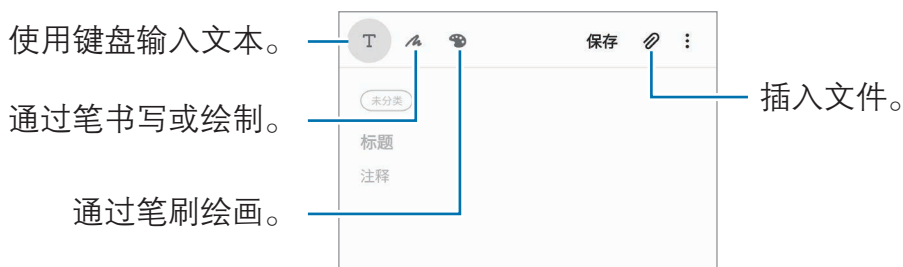 使用键盘输入文本。
T
保存
插入文件。
未分类
通过笔书写或绘制。
标题
注释
通过笔刷绘画。